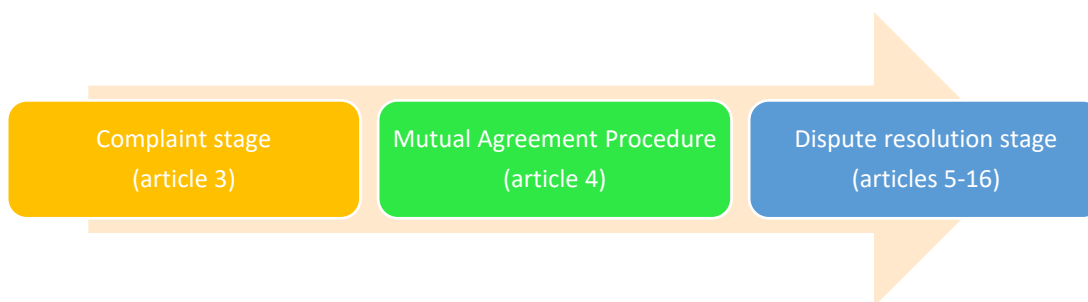 Complaint stage
(article 3)
Mutual Agreement Procedure
(article 4)
Dispute resolution stage
(articles 5-16)